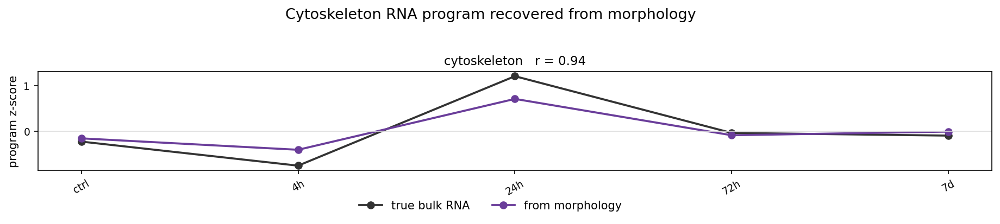 Cytoskeleton RNA program recovered from morphology
cytoskeleton r = 0.94
program z-score
1
0
ctrl
4h
24h
72h
7d
true bulk RNA
from morphology